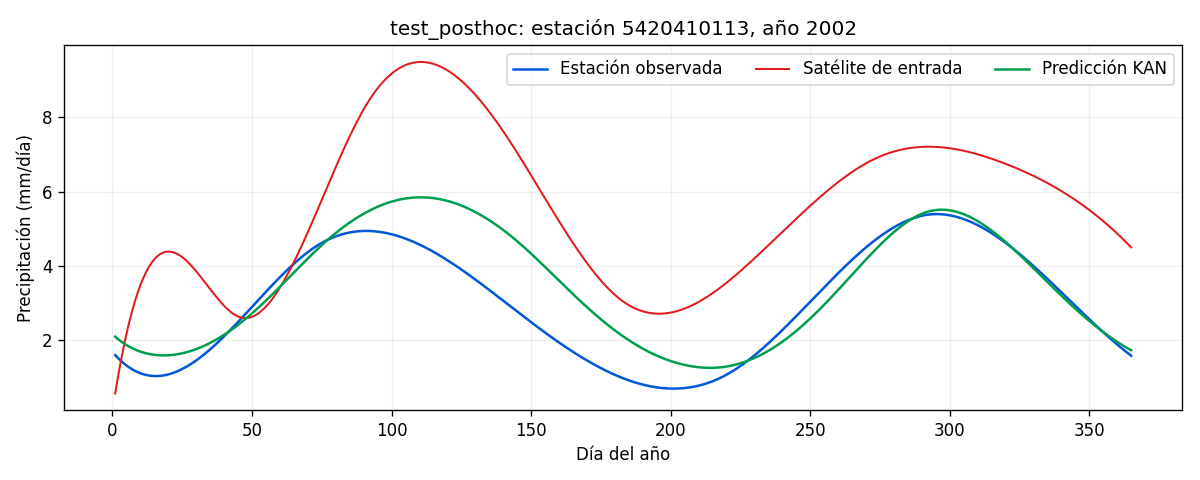 test_posthoc: estación 5420410113, año 2002
Estación observada
Satélite de entrada
Predicción KAN
Precipitación (mm/día)
8
6
4
2
0
50
100
150
200
250
300
350
Día del año